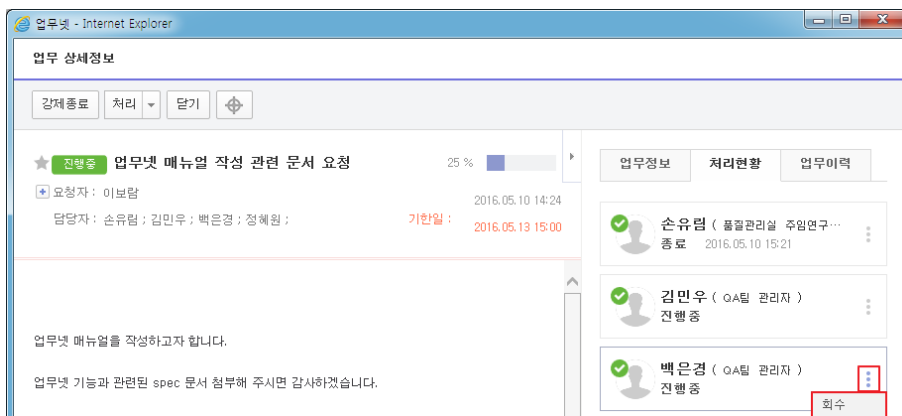 업무넷 - Internet Explorer
업무 상세정보
강제종료 처리 닫기
진행중 업무넷 매뉴얼 작성 관련 문서 요청 25 %
요청자 : 이보람 2016.05.10 14:24
담당자 : 손유림 ; 김민우 ; 백은경 ; 정혜원 ; 기한일 : 2016.05.13 15:00
업무넷 매뉴얼을 작성하고자 합니다.
업무넷 기능과 관련된 spec 문서 첨부해 주시면 감사하겠습니다.
업무정보 처리현황 업무이력
손유림 ( 품질관리실 주임연구…
종료 2016.05.10 15:21
김민우 ( QA팀 관리자 )
진행중
백은경 ( QA팀 관리자 )
진행중
회수